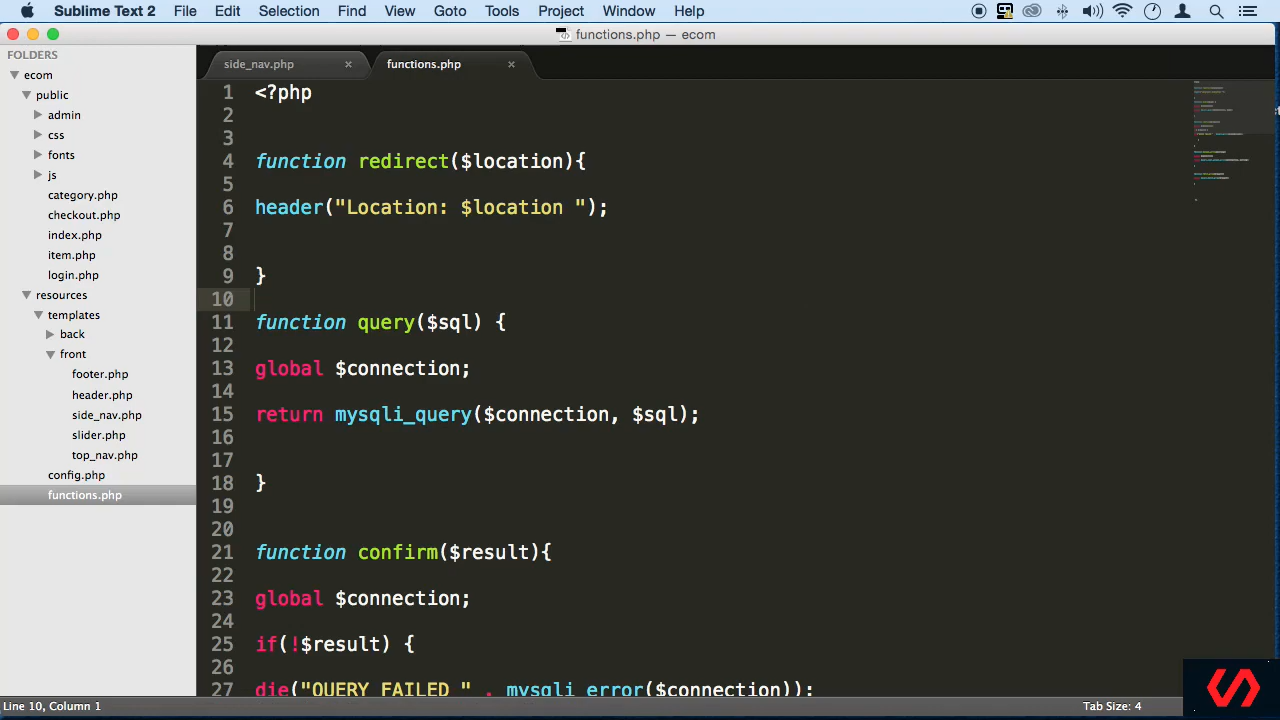 Sublime Text 2 File Edit Selection Find View Goto Tools Project Window Help
functions.php — ecom
FOLDERS
ecom
public
admin
css
fonts
js
category.php
checkout.php
index.php
item.php
login.php
resources
templates
back
front
footer.php
header.php
side_nav.php
slider.php
top_nav.php
config.php
functions.php
side_nav.php × functions.php ×
1 <?php
2
3
4 function redirect($location){
5
6 header("Location: $location ");
7
8
9 }
10
11 function query($sql) {
12
13 global $connection;
14
15 return mysqli_query($connection, $sql);
16
17
18 }
19
20
21 function confirm($result){
22
23 global $connection;
24
25 if(!$result) {
26
27 die("QUERY FAILED " . mysqli_error($connection));
Line 10, Column 1 Tab Size: 4